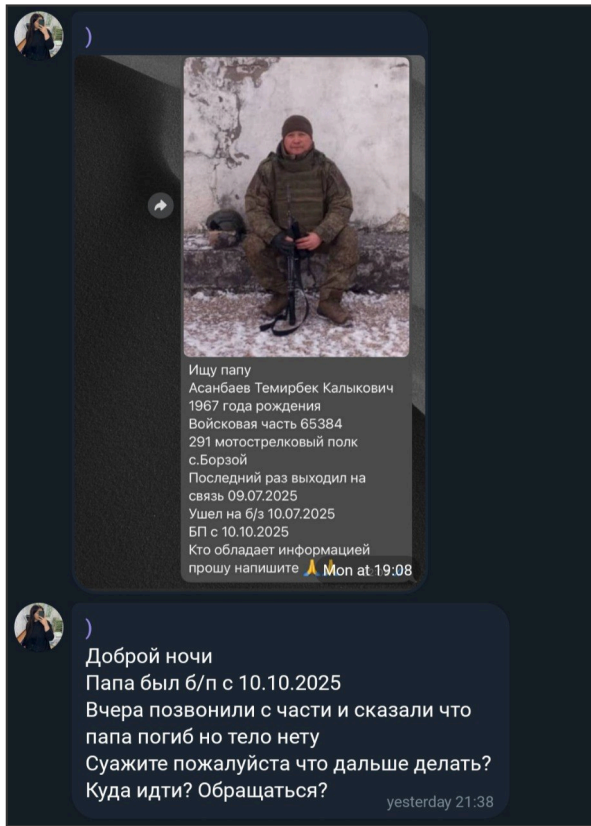 )
Ищу папу
Асанбаев Темирбек Калыкович
1967 года рождения
Войсковая часть 65384
291 мотострелковый полк
с.Борзой
Последний раз выходил на
связь 09.07.2025
Ушел на б/з 10.07.2025
БП с 10.10.2025
Кто обладает информацией
прошу напишите 🙏
Mon at 19:08
)
Доброй ночи
Папа был б/п с 10.10.2025
Вчера позвонили с части и сказали что
папа погиб но тело нету
Суажите пожалуйста что дальше делать?
Куда идти? Обращаться?
yesterday 21:38